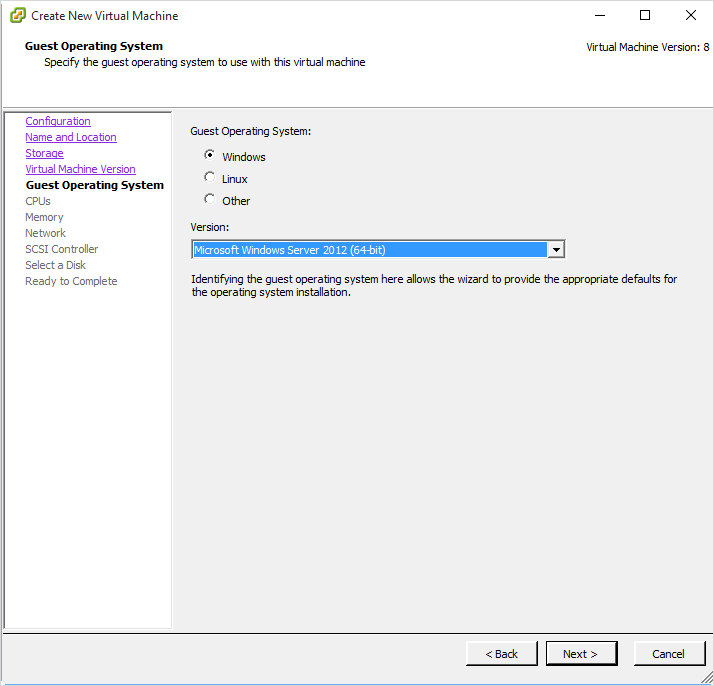 Create New Virtual Machine
Guest Operating System
Specify the guest operating system to use with this virtual machine
Virtual Machine Version: 8
Configuration
Name and Location
Storage
Virtual Machine Version
Guest Operating System
CPUs
Memory
Network
SCSI Controller
Select a Disk
Ready to Complete
Guest Operating System:
Windows
Linux
Other
Version:
Microsoft Windows Server 2012 (64-bit)
Identifying the guest operating system here allows the wizard to provide the appropriate defaults for
the operating system installation.
< Back
Next >
Cancel